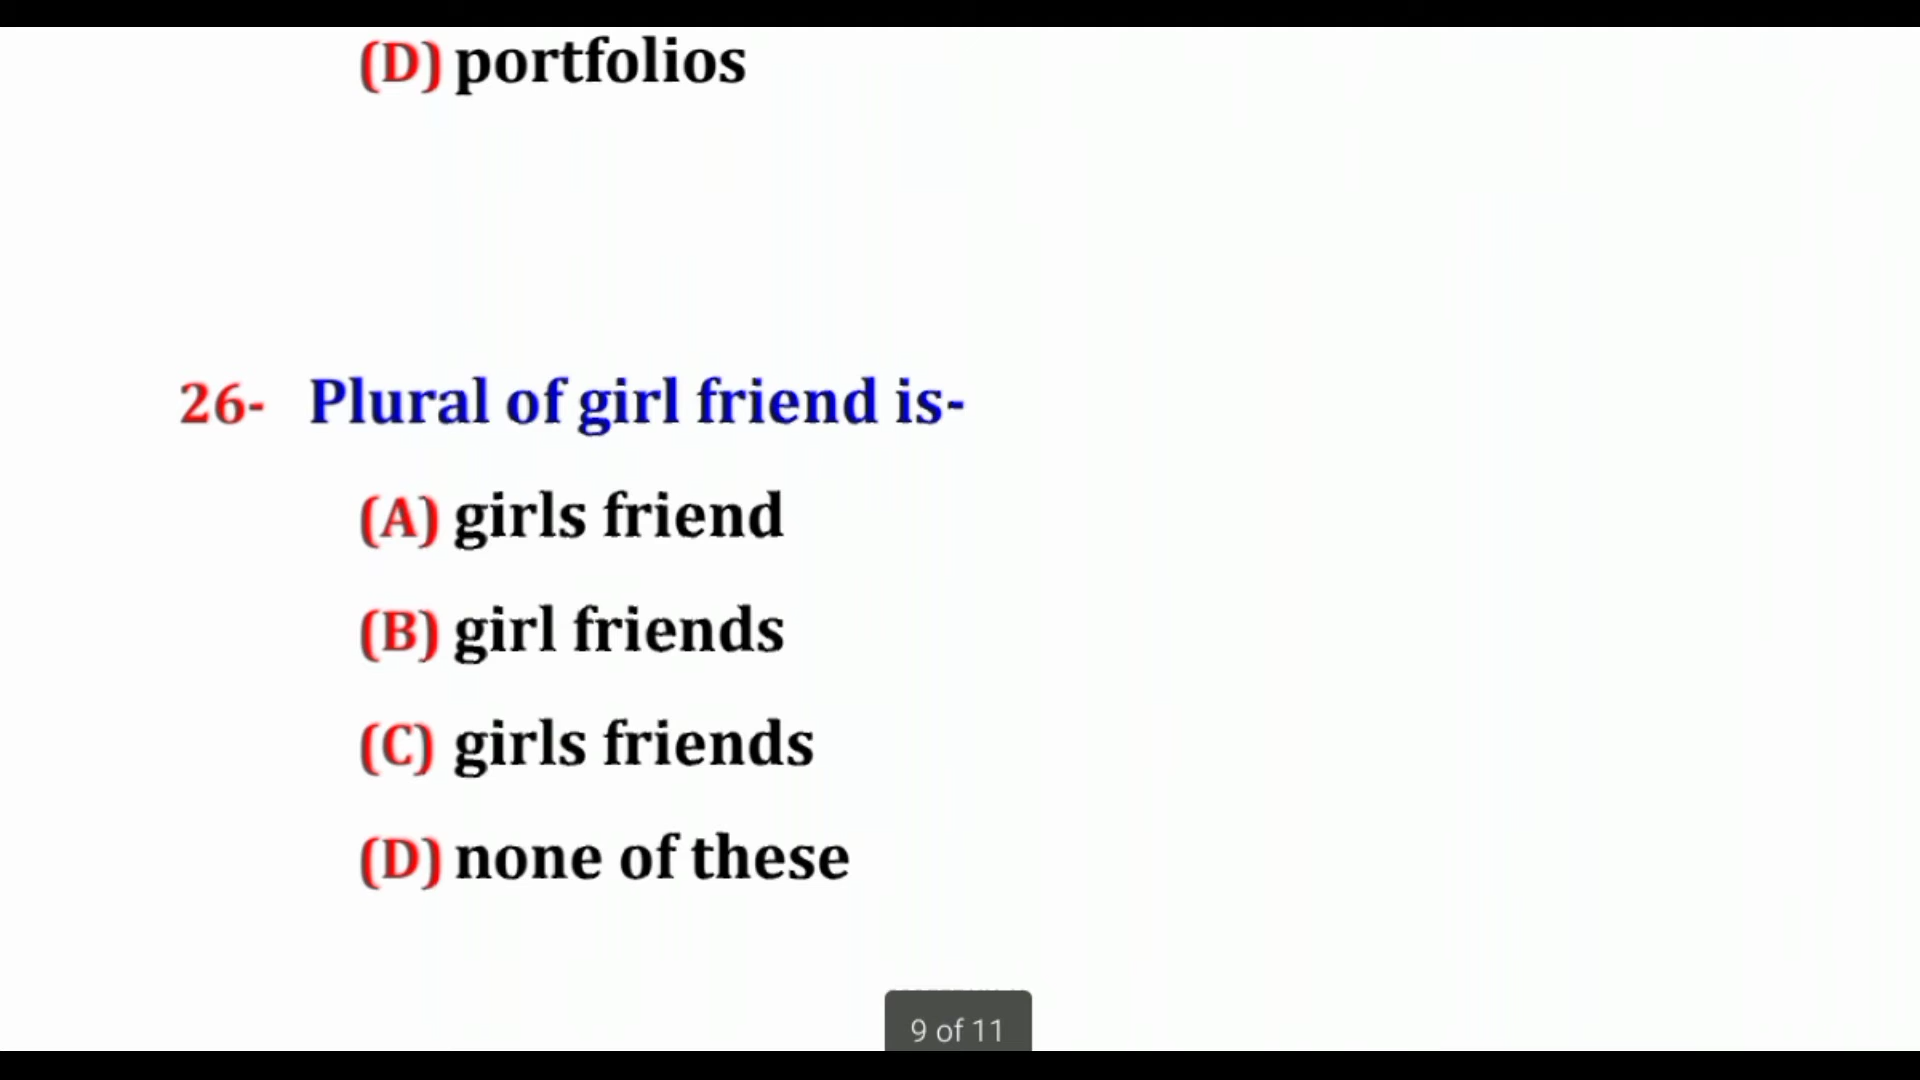 (D) portfolios
26- Plural of girl friend is-
(A) girls friend
(B) girl friends
(C) girls friends
(D) none of these
9 of 11